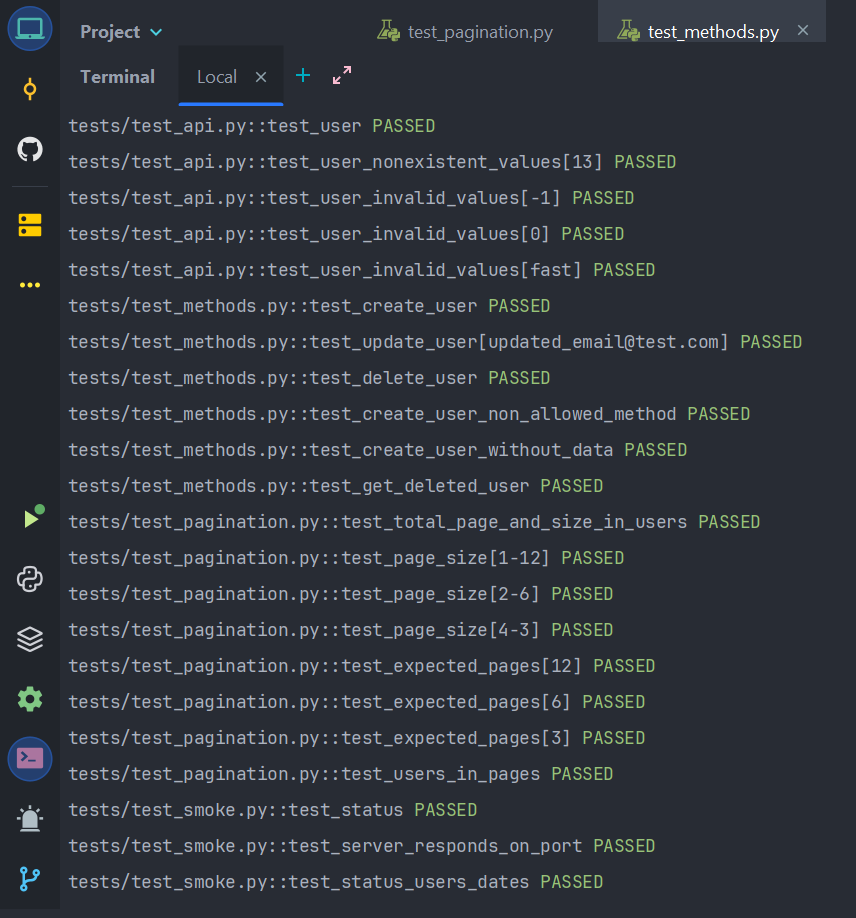 Project
test_pagination.py
test_methods.py
Terminal
Local
tests/test_api.py::test_user PASSED
tests/test_api.py::test_user_nonexistent_values[13] PASSED
tests/test_api.py::test_user_invalid_values[-1] PASSED
tests/test_api.py::test_user_invalid_values[0] PASSED
tests/test_api.py::test_user_invalid_values[fast] PASSED
tests/test_methods.py::test_create_user PASSED
tests/test_methods.py::test_update_user[updated_email@test.com] PASSED
tests/test_methods.py::test_delete_user PASSED
tests/test_methods.py::test_create_user_non_allowed_method PASSED
tests/test_methods.py::test_create_user_without_data PASSED
tests/test_methods.py::test_get_deleted_user PASSED
tests/test_pagination.py::test_total_page_and_size_in_users PASSED
tests/test_pagination.py::test_page_size[1-12] PASSED
tests/test_pagination.py::test_page_size[2-6] PASSED
tests/test_pagination.py::test_page_size[4-3] PASSED
tests/test_pagination.py::test_expected_pages[12] PASSED
tests/test_pagination.py::test_expected_pages[6] PASSED
tests/test_pagination.py::test_expected_pages[3] PASSED
tests/test_pagination.py::test_users_in_pages PASSED
tests/test_smoke.py::test_status PASSED
tests/test_smoke.py::test_server_responds_on_port PASSED
tests/test_smoke.py::test_status_users_dates PASSED